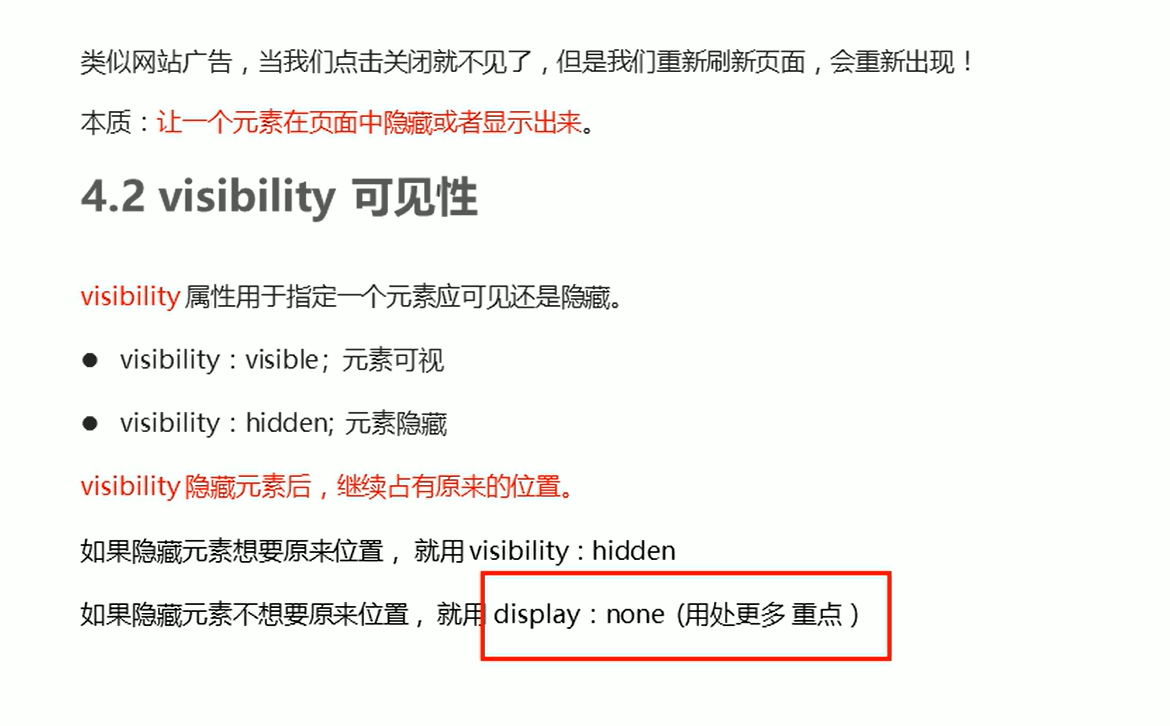 类似网站广告，当我们点击关闭就不见了，但是我们重新刷新页面，会重新出现！
本质：让一个元素在页面中隐藏或者显示出来。
4.2 visibility 可见性
visibility 属性用于指定一个元素应可见还是隐藏。
● visibility：visible； 元素可视
● visibility：hidden; 元素隐藏
visibility 隐藏元素后，继续占有原来的位置。
如果隐藏元素想要原来位置， 就用 visibility：hidden
如果隐藏元素不想要原来位置， 就用 display：none (用处更多 重点）